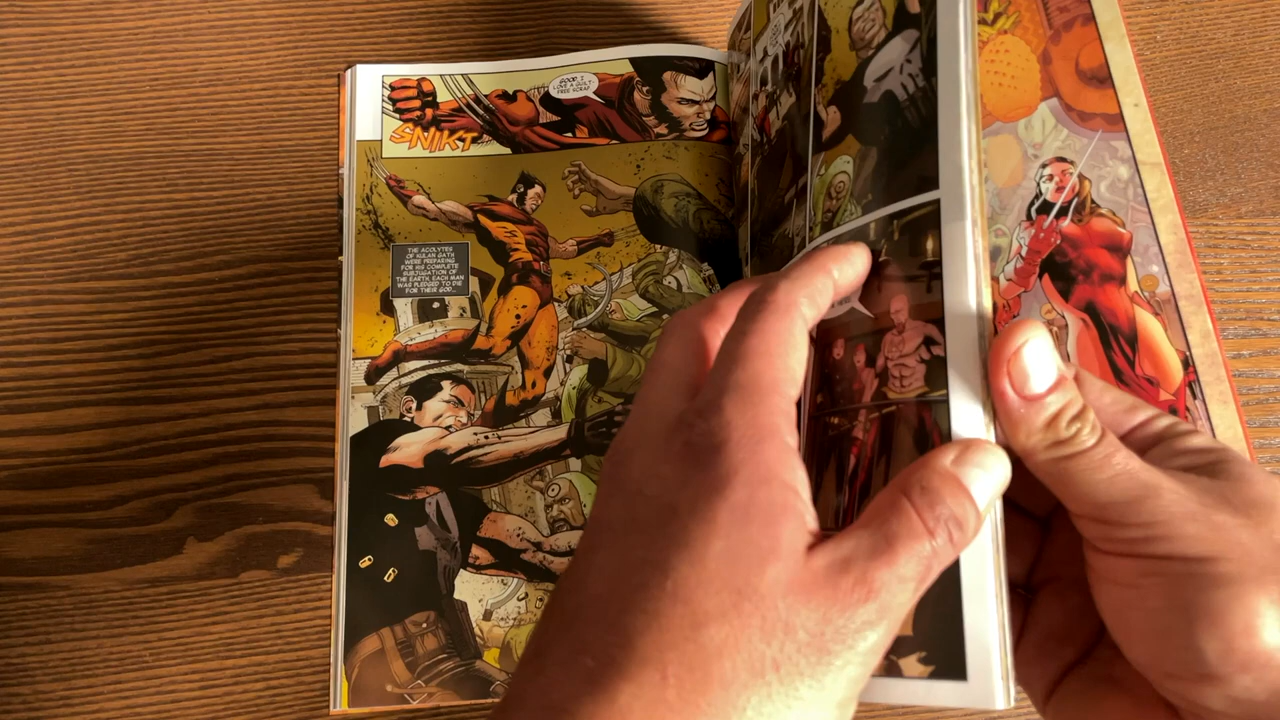 GOOD. I
LOVE A GUILT-
FREE SCRAP.
SNIKT
THE ACOLYTES
OF KULAN GATH
WERE PREPARING
FOR HIS COMPLETE
SUBJUGATION OF
THE EARTH. EACH MAN
WAS PLEDGED TO DIE
FOR THEIR GOD...